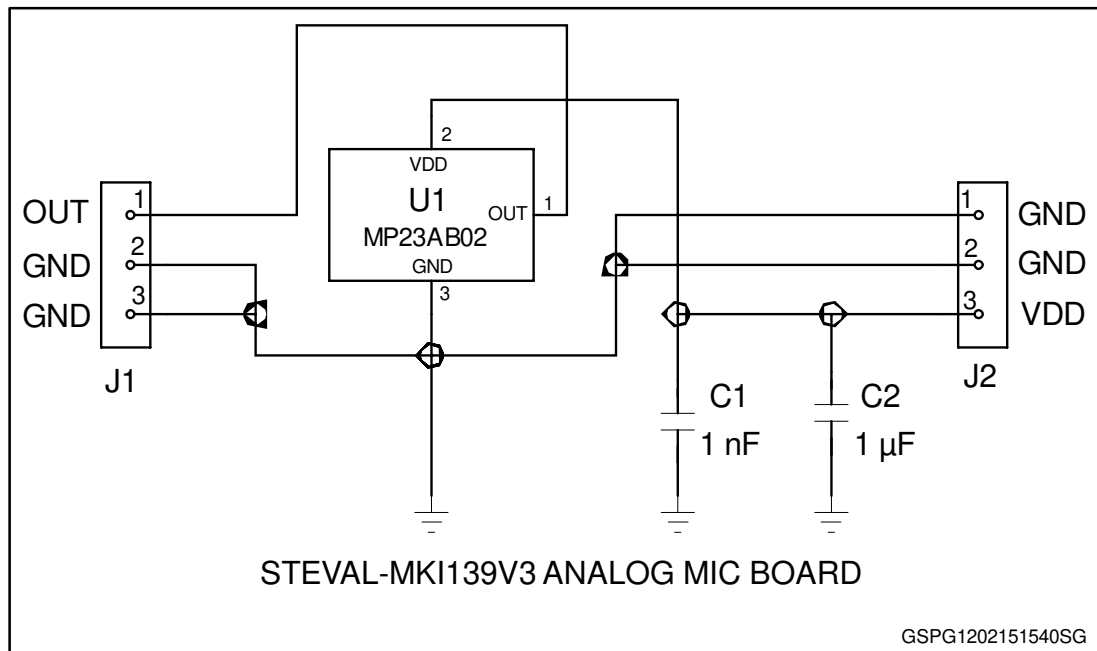 2
VDD
U1
MP23AB02
OUT
1
GND
3
OUT
GND
GND
1
2
3
J1
1
2
3
GND
GND
VDD
J2
C1
1 nF
C2
1 µF
STEVAL-MKI139V3 ANALOG MIC BOARD
GSPG1202151540SG